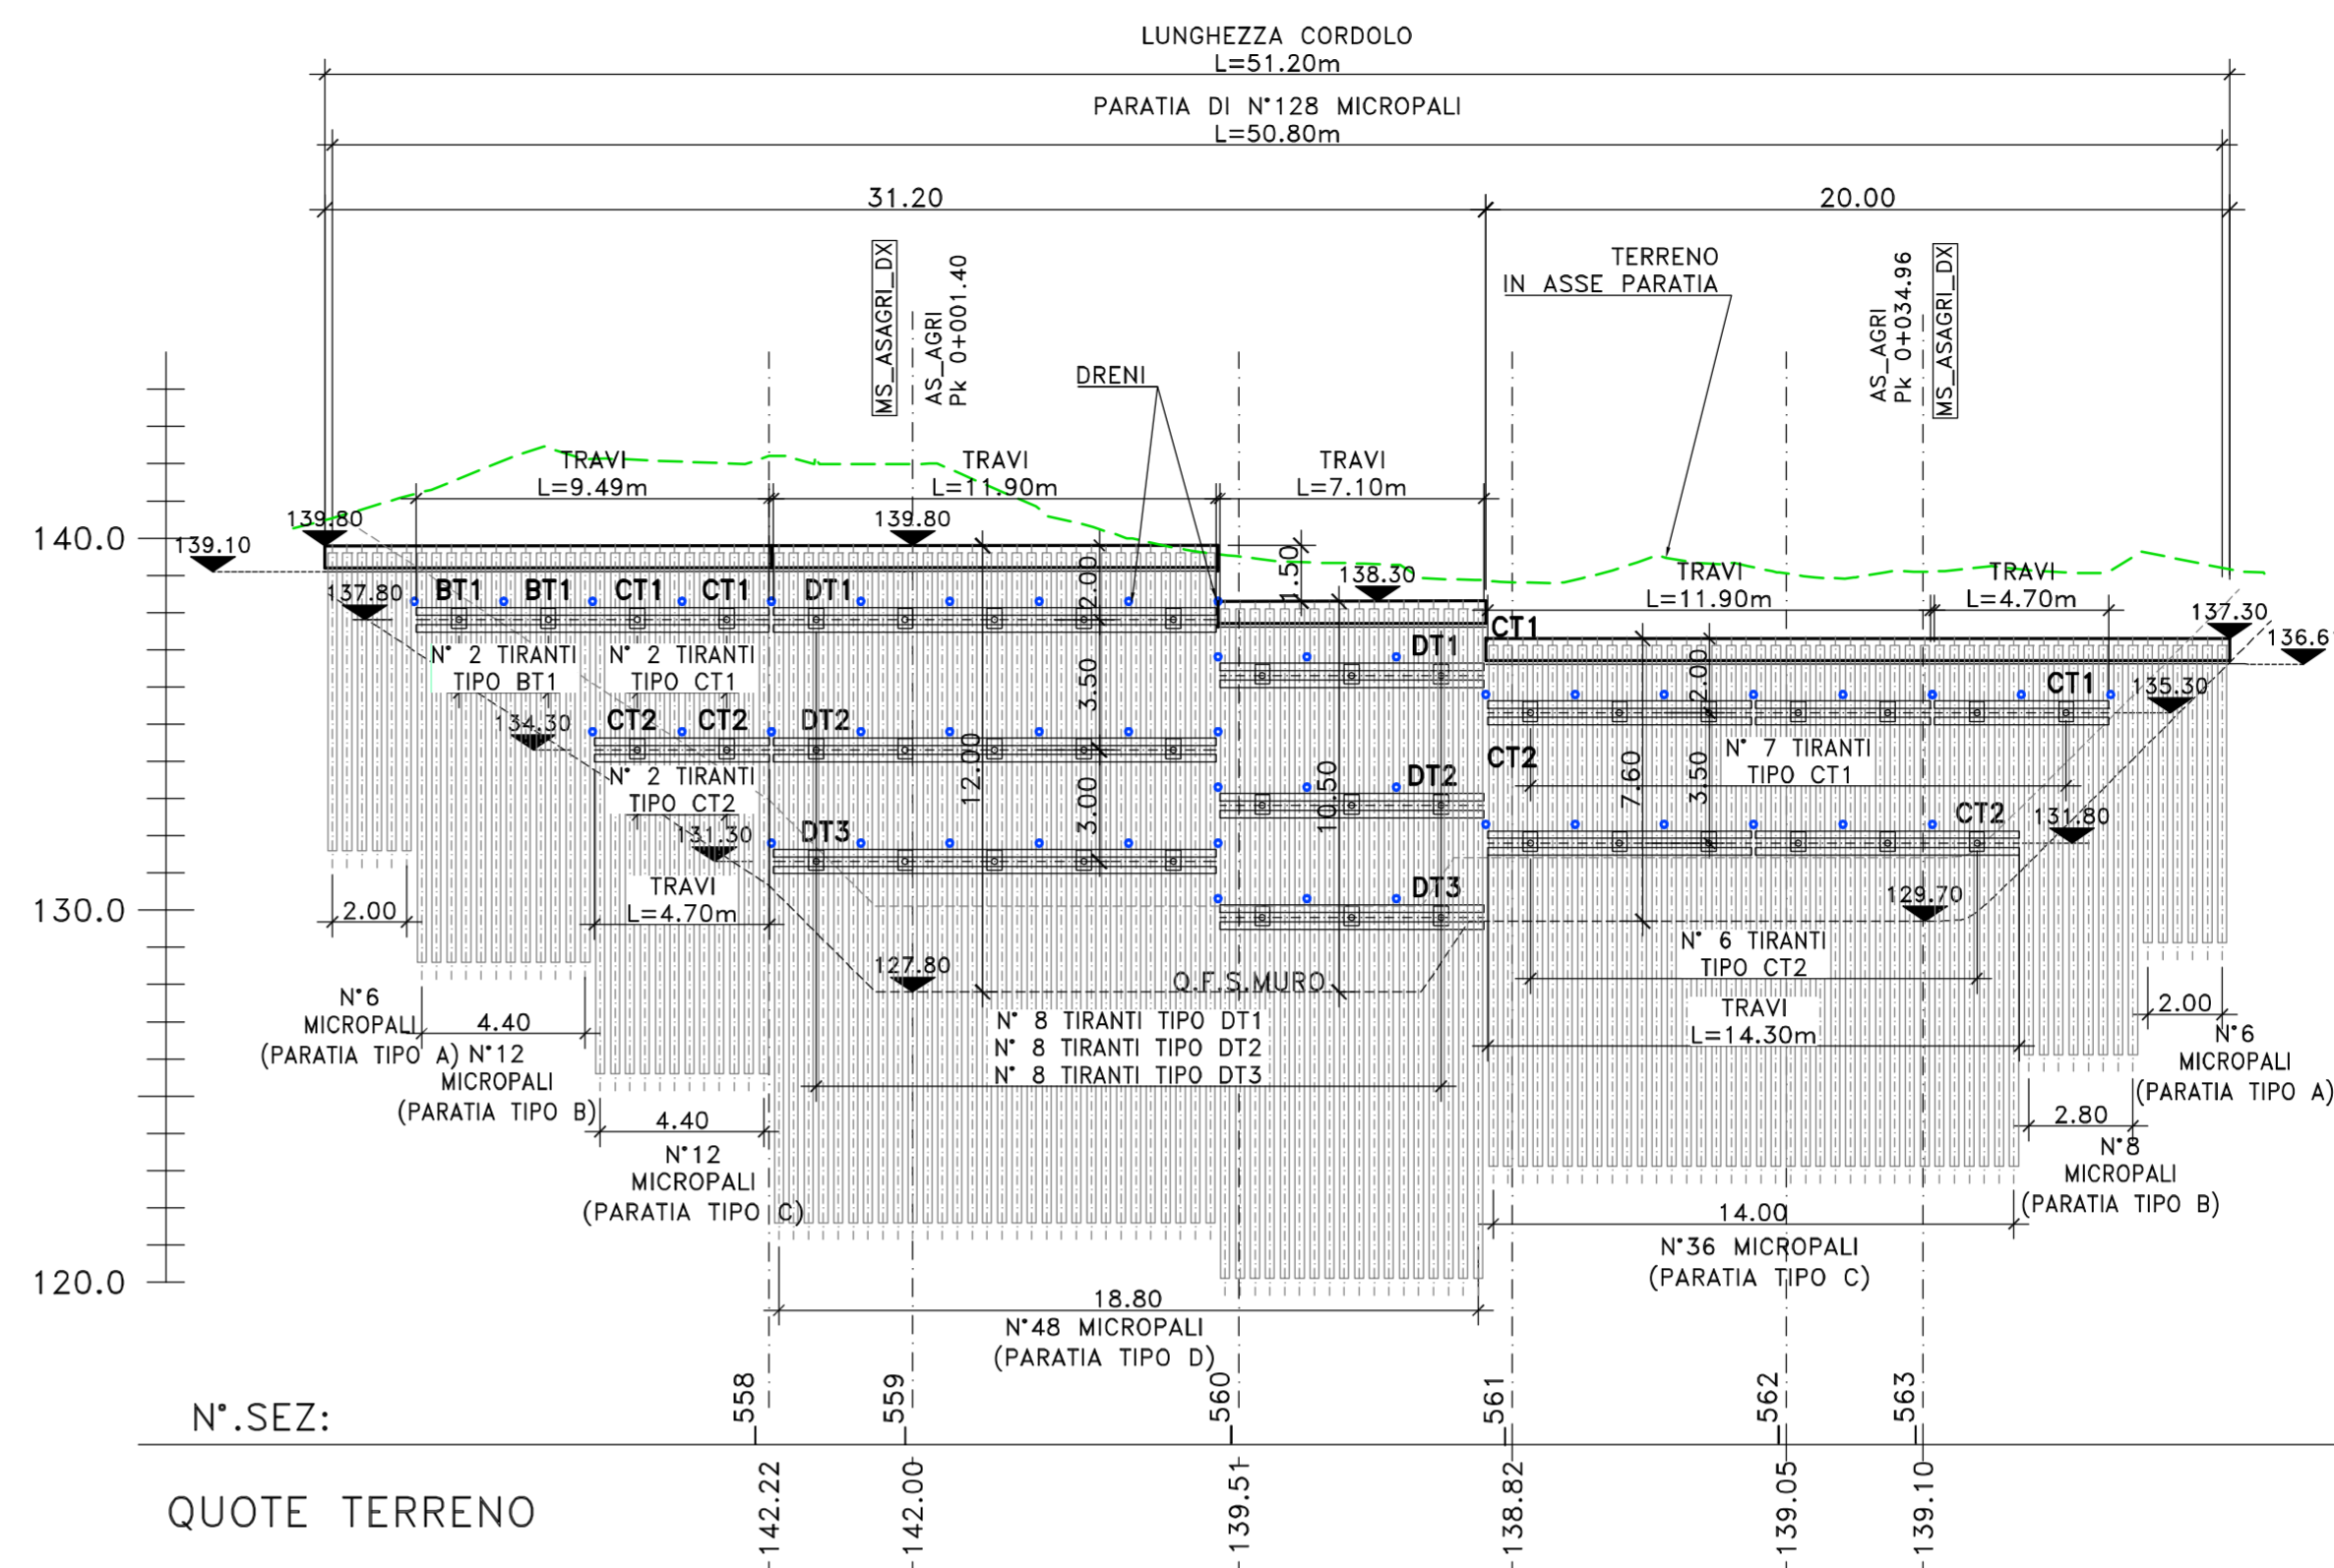 LUNGHEZZA CORDOLO
L=51.20m
PARATIA DI N°128 MICROPALI
L=50.80m
31.20
20.00
MS_ASAGRI_DX
AS_AGRI
Pk 0+001.40
TERRENO
IN ASSE PARATIA
AS_AGRI
Pk 0+034.96
MS_ASAGRI_DX
DRENI
TRAVI
L=9.49m
TRAVI
L=11.90m
TRAVI
L=7.10m
139.80
139.80
140.0
139.10
1.50
138.30
TRAVI
L=11.90m
TRAVI
L=4.70m
137.80
BT1
BT1
CT1
CT1
DT1
2.00
137.30
CT1
136.6
DT1
N° 2 TIRANTI
TIPO BT1
N° 2 TIRANTI
TIPO CT1
3.50
2.00
CT1
135.30
134.30
CT2
CT2
DT2
12.00
N° 7 TIRANTI
TIPO CT1
CT2
7.60
3.50
N° 2 TIRANTI
TIPO CT2
10.50
DT2
3.00
CT2
131.80
131.30
DT3
TRAVI
L=4.70m
DT3
129.70
130.0
2.00
N° 6 TIRANTI
TIPO CT2
127.80
Q.F.S.MURO
N°6
MICROPALI
(PARATIA TIPO A)
4.40
N°12
MICROPALI
(PARATIA TIPO B)
N° 8 TIRANTI TIPO DT1
N° 8 TIRANTI TIPO DT2
N° 8 TIRANTI TIPO DT3
TRAVI
L=14.30m
2.00
N°6
MICROPALI
(PARATIA TIPO A)
4.40
N°12
MICROPALI
(PARATIA TIPO C)
2.80
N°8
MICROPALI
(PARATIA TIPO B)
14.00
N°36 MICROPALI
(PARATIA TIPO C)
120.0
18.80
N°48 MICROPALI
(PARATIA TIPO D)
N°.SEZ:
558
559
560
561
562
563
QUOTE TERRENO
142.22
142.00
139.51
138.82
139.05
139.10